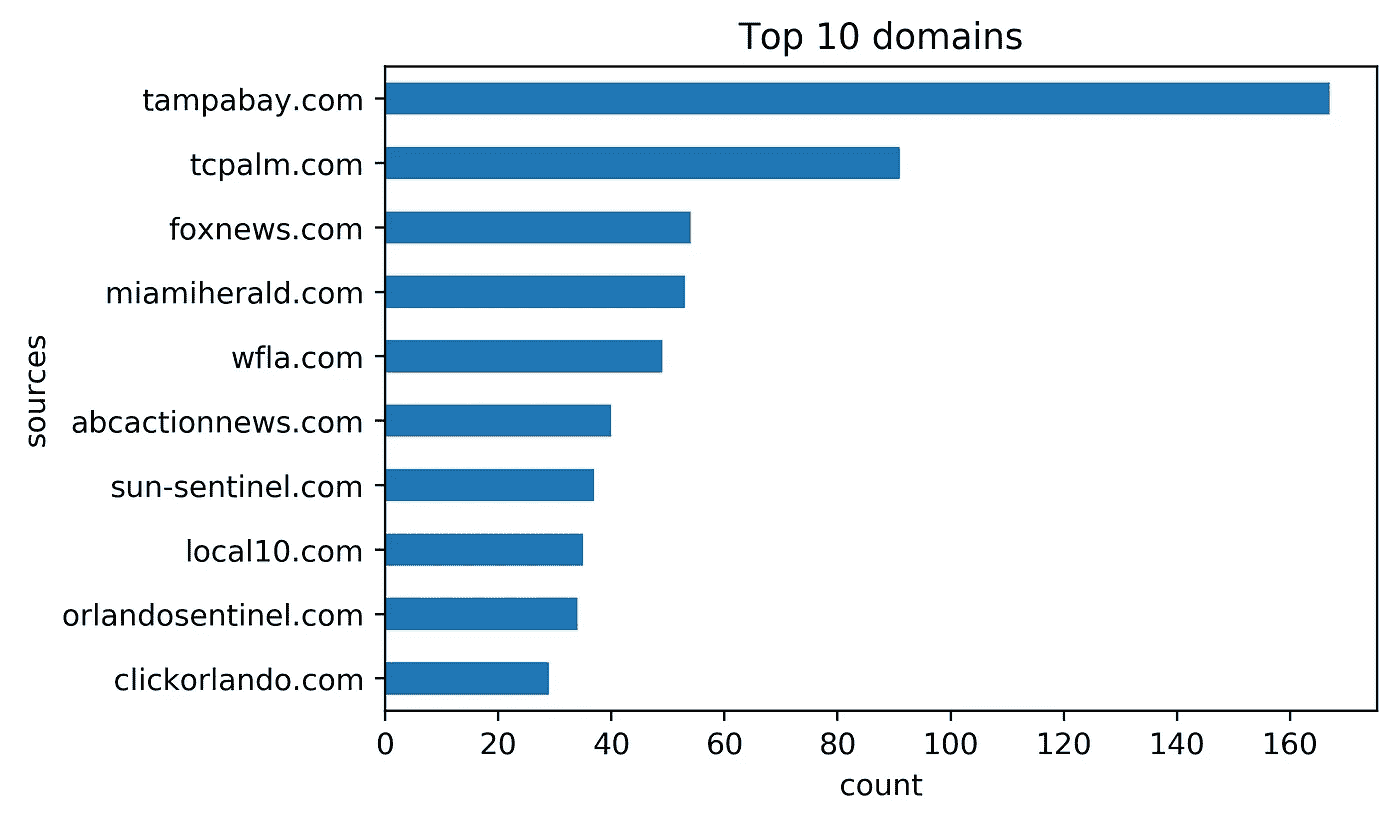 Top 10 domains
tampabay.com
tcpalm.com
foxnews.com
miamiherald.com
wfla.com
abcactionnews.com
sun-sentinel.com
local10.com
orlandosentinel.com
clickorlando.com
sources
0 20 40 60 80 100 120 140 160
count